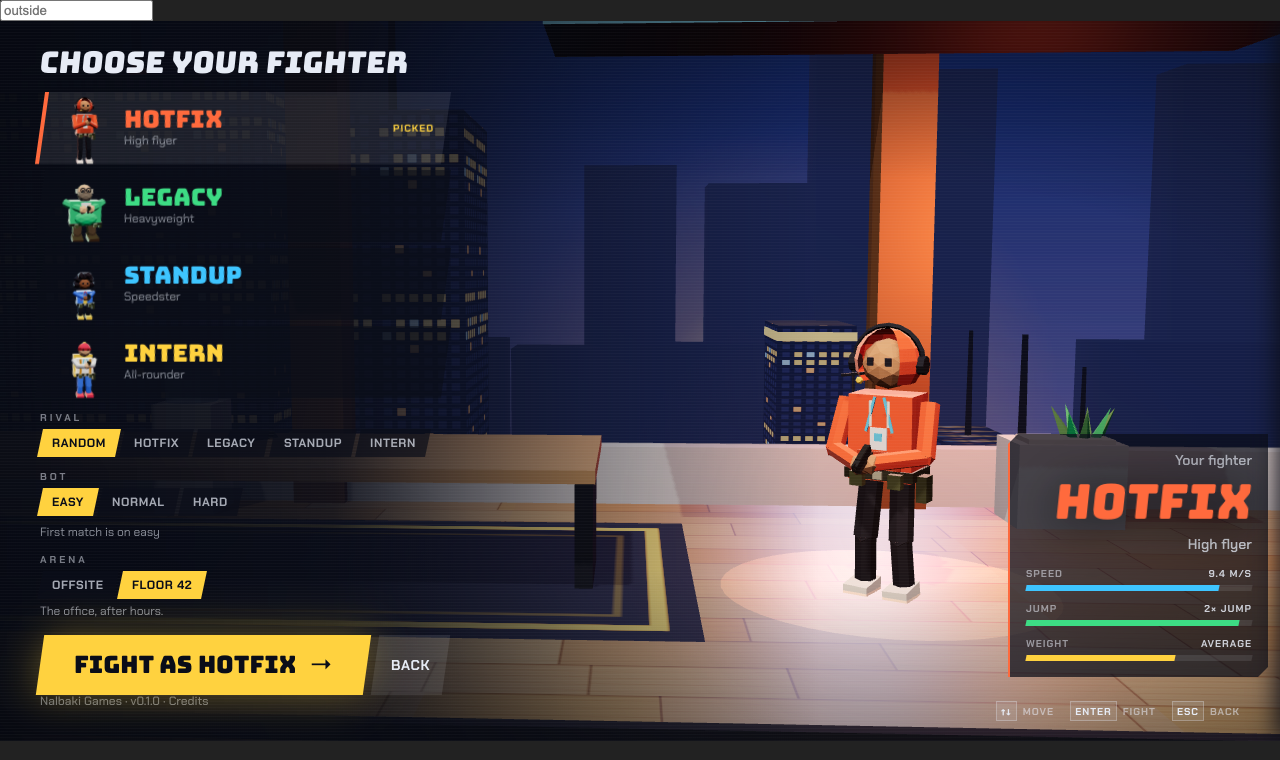 outside
CHOOSE YOUR FIGHTER
HOTFIX
High flyer
PICKED
LEGACY
Heavyweight
STANDUP
Speedster
INTERN
All-rounder
RIVAL
RANDOM HOTFIX LEGACY STANDUP INTERN
BOT
EASY NORMAL HARD
First match is on easy
ARENA
OFFSITE FLOOR 42
The office, after hours.
FIGHT AS HOTFIX → BACK
Nalbaki Games · v0.1.0 · Credits
Your fighter
HOTFIX
High flyer
SPEED 9.4 M/S
JUMP 2× JUMP
WEIGHT AVERAGE
↑↓ MOVE ENTER FIGHT ESC BACK